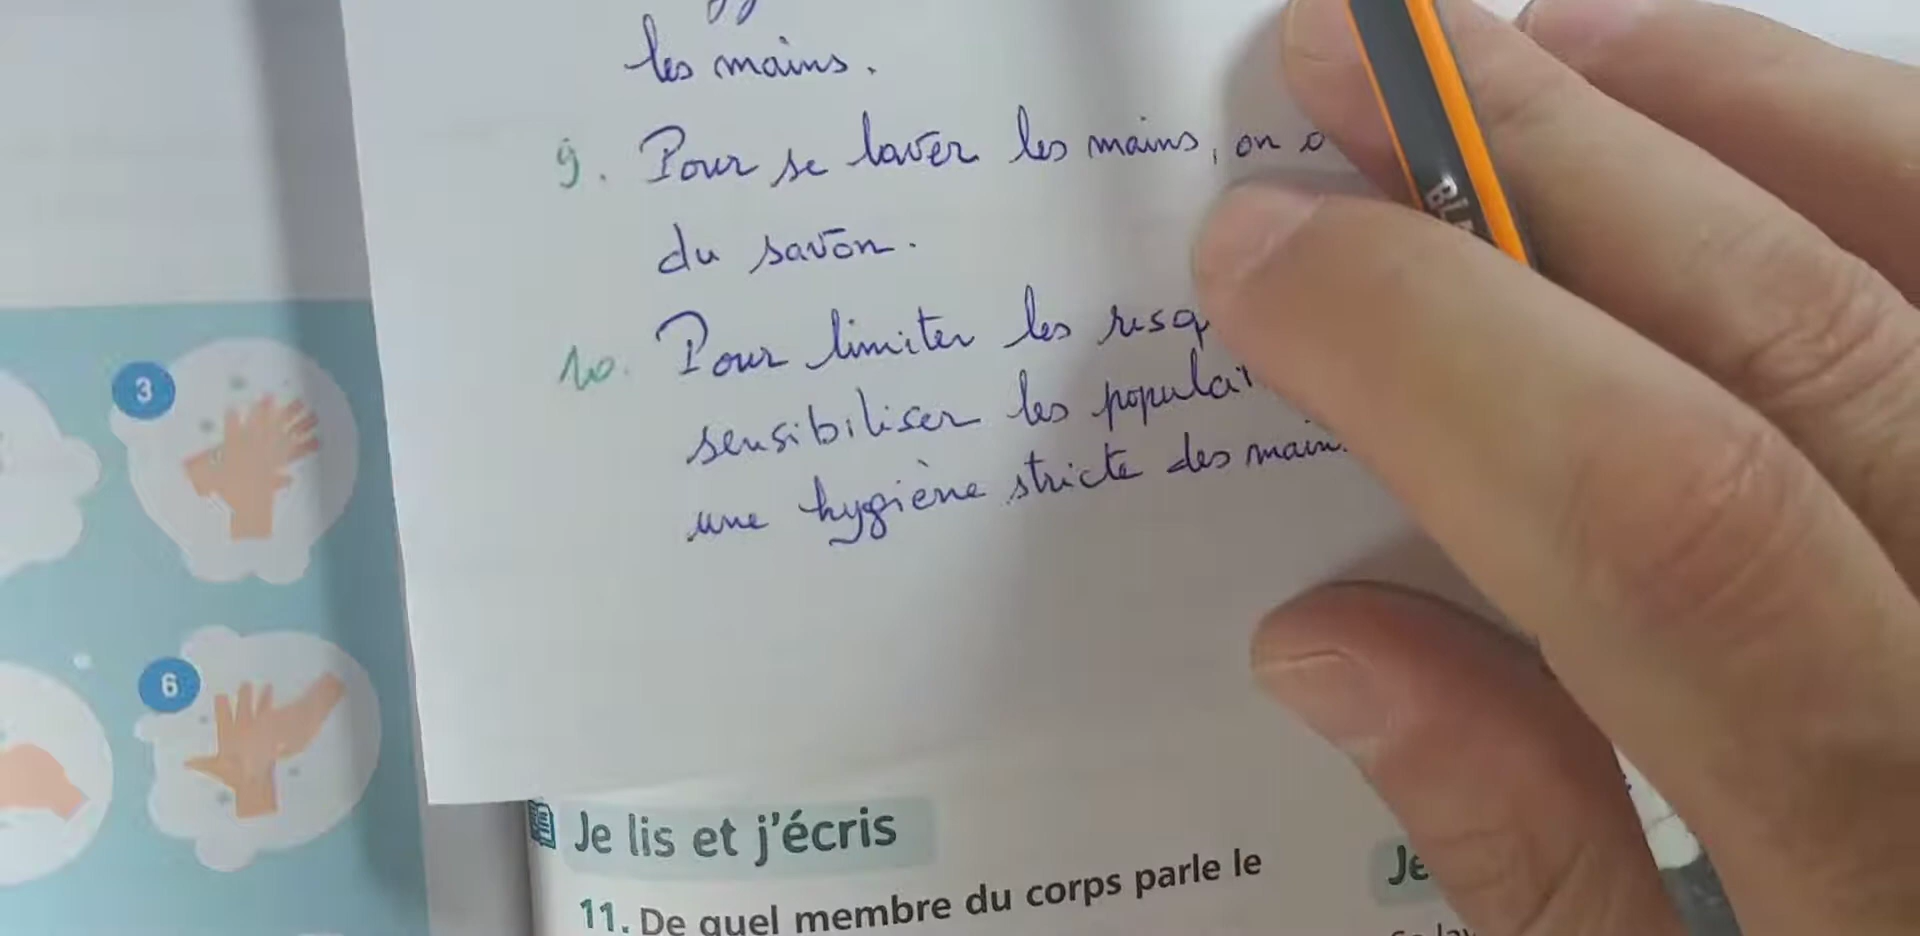 les mains.
9. Pour se laver les mains, on
du savon.
10. Pour limiter les
sensibiliser les
une hygiène stricte des
3
6
Je lis et j'écris
11. De quel membre du corps parle le